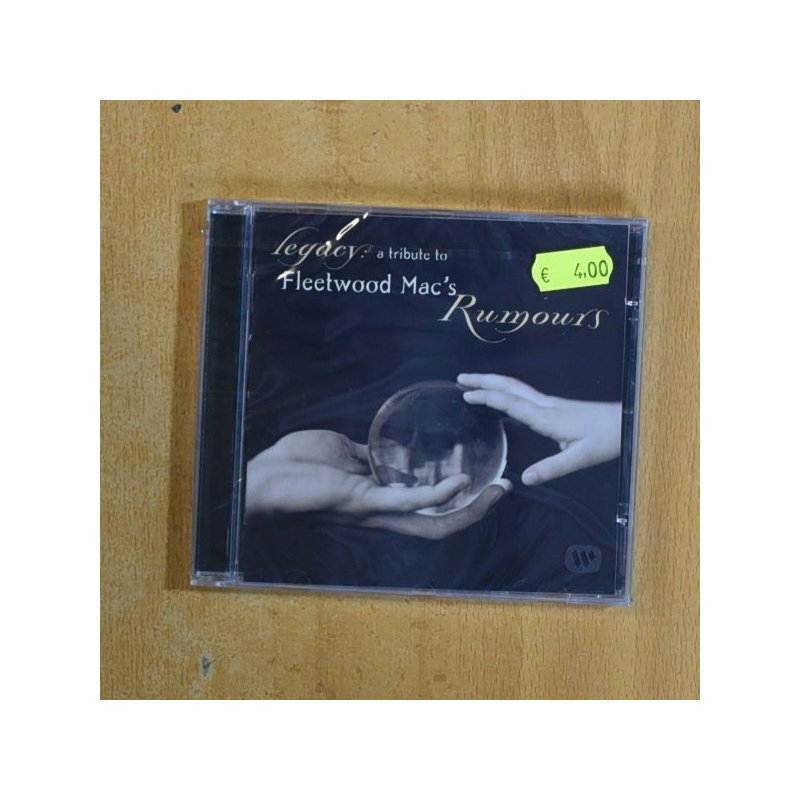 legacy: a tribute to
Fleetwood Mac's
Rumours
€ 4,00